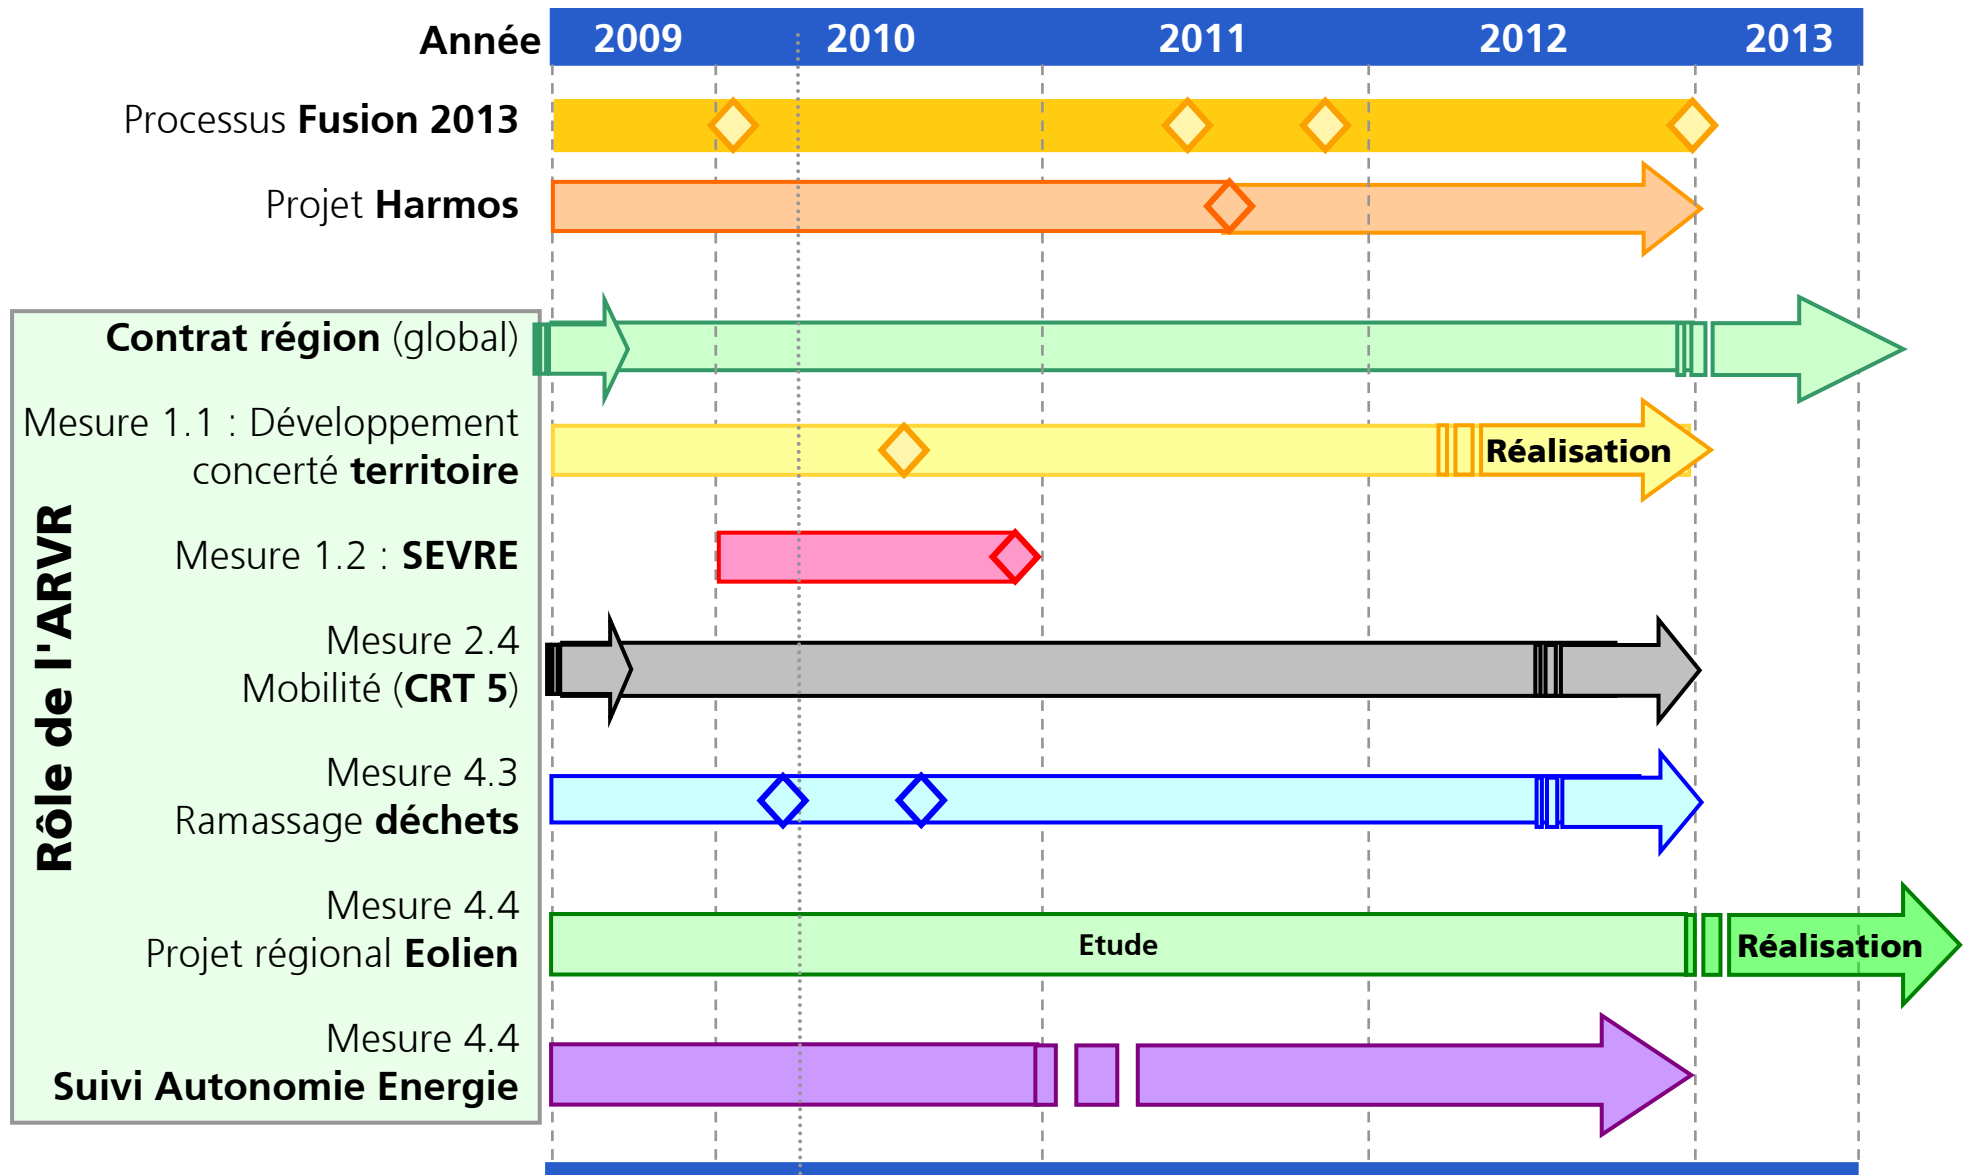 Année 2009 2010 2011 2012 2013
Processus Fusion 2013
Projet Harmos
Rôle de l'ARVR
Contrat région (global)
Mesure 1.1 : Développement
concerté territoire
Réalisation
Mesure 1.2 : SEVRE
Mesure 2.4
Mobilité (CRT 5)
Mesure 4.3
Ramassage déchets
Mesure 4.4
Projet régional Eolien
Etude
Réalisation
Mesure 4.4
Suivi Autonomie Energie